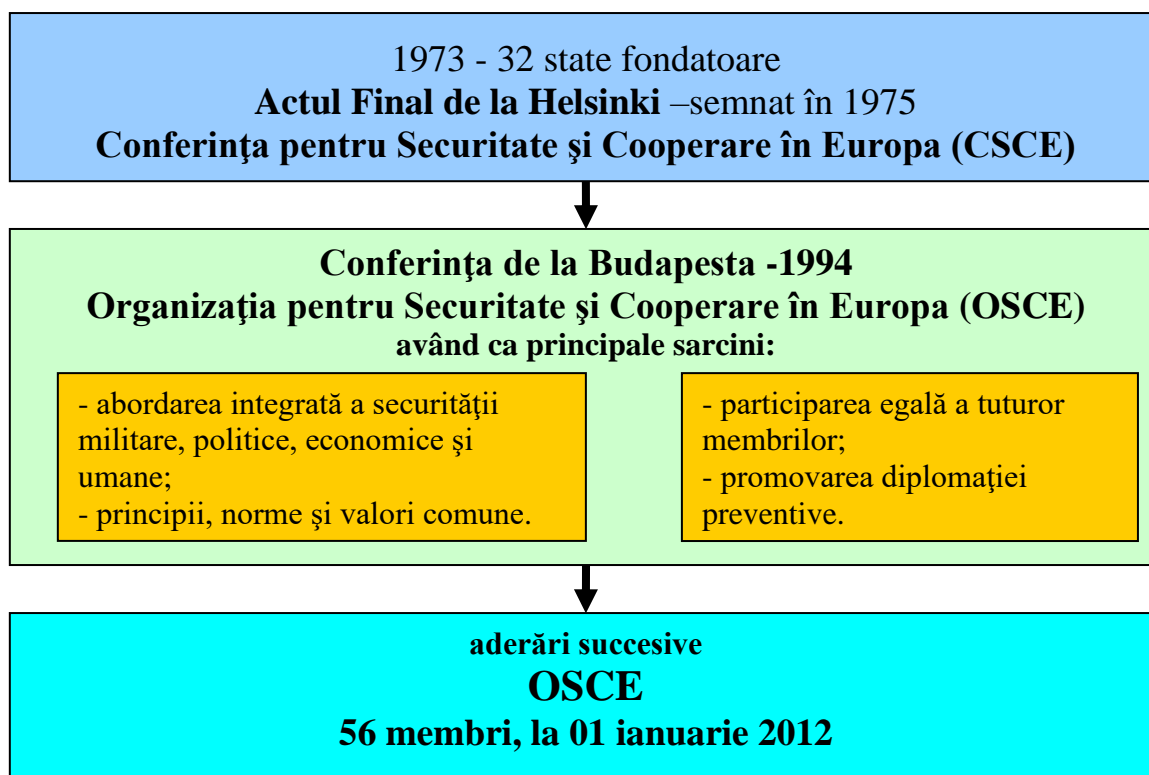 1973 - 32 state fondatoare
Actul Final de la Helsinki –semnat în 1975
Conferinţa pentru Securitate şi Cooperare în Europa (CSCE)
Conferinţa de la Budapesta -1994
Organizaţia pentru Securitate şi Cooperare în Europa (OSCE)
având ca principale sarcini:
- abordarea integrată a securităţii
militare, politice, economice şi
umane;
- principii, norme şi valori comune.
- participarea egală a tuturor
membrilor;
- promovarea diplomaţiei
preventive.
aderări succesive
OSCE
56 membri, la 01 ianuarie 2012